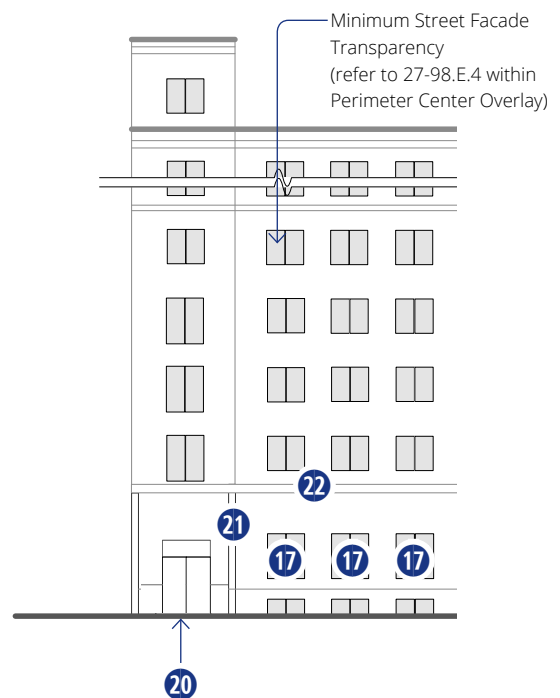 Minimum Street Facade
Transparency
(refer to 27-98.E.4 within
Perimeter Center Overlay)
22
21
17 17 17
20